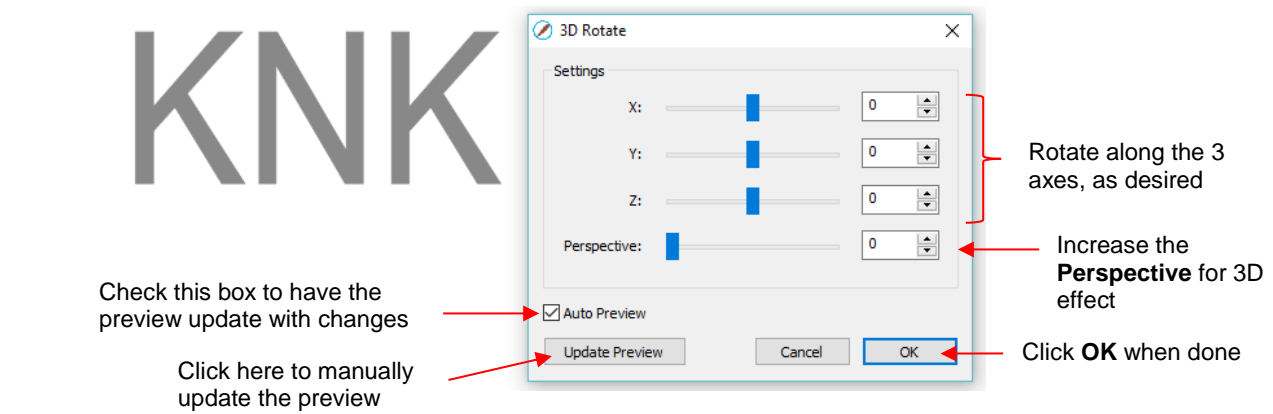 KNK
3D Rotate
Settings
X:
0
Y:
0
Z:
0
Perspective:
0
Rotate along the 3
axes, as desired
Increase the
Perspective for 3D
effect
Check this box to have the
preview update with changes
Auto Preview
Update Preview
Cancel
OK
Click OK when done
Click here to manually
update the preview